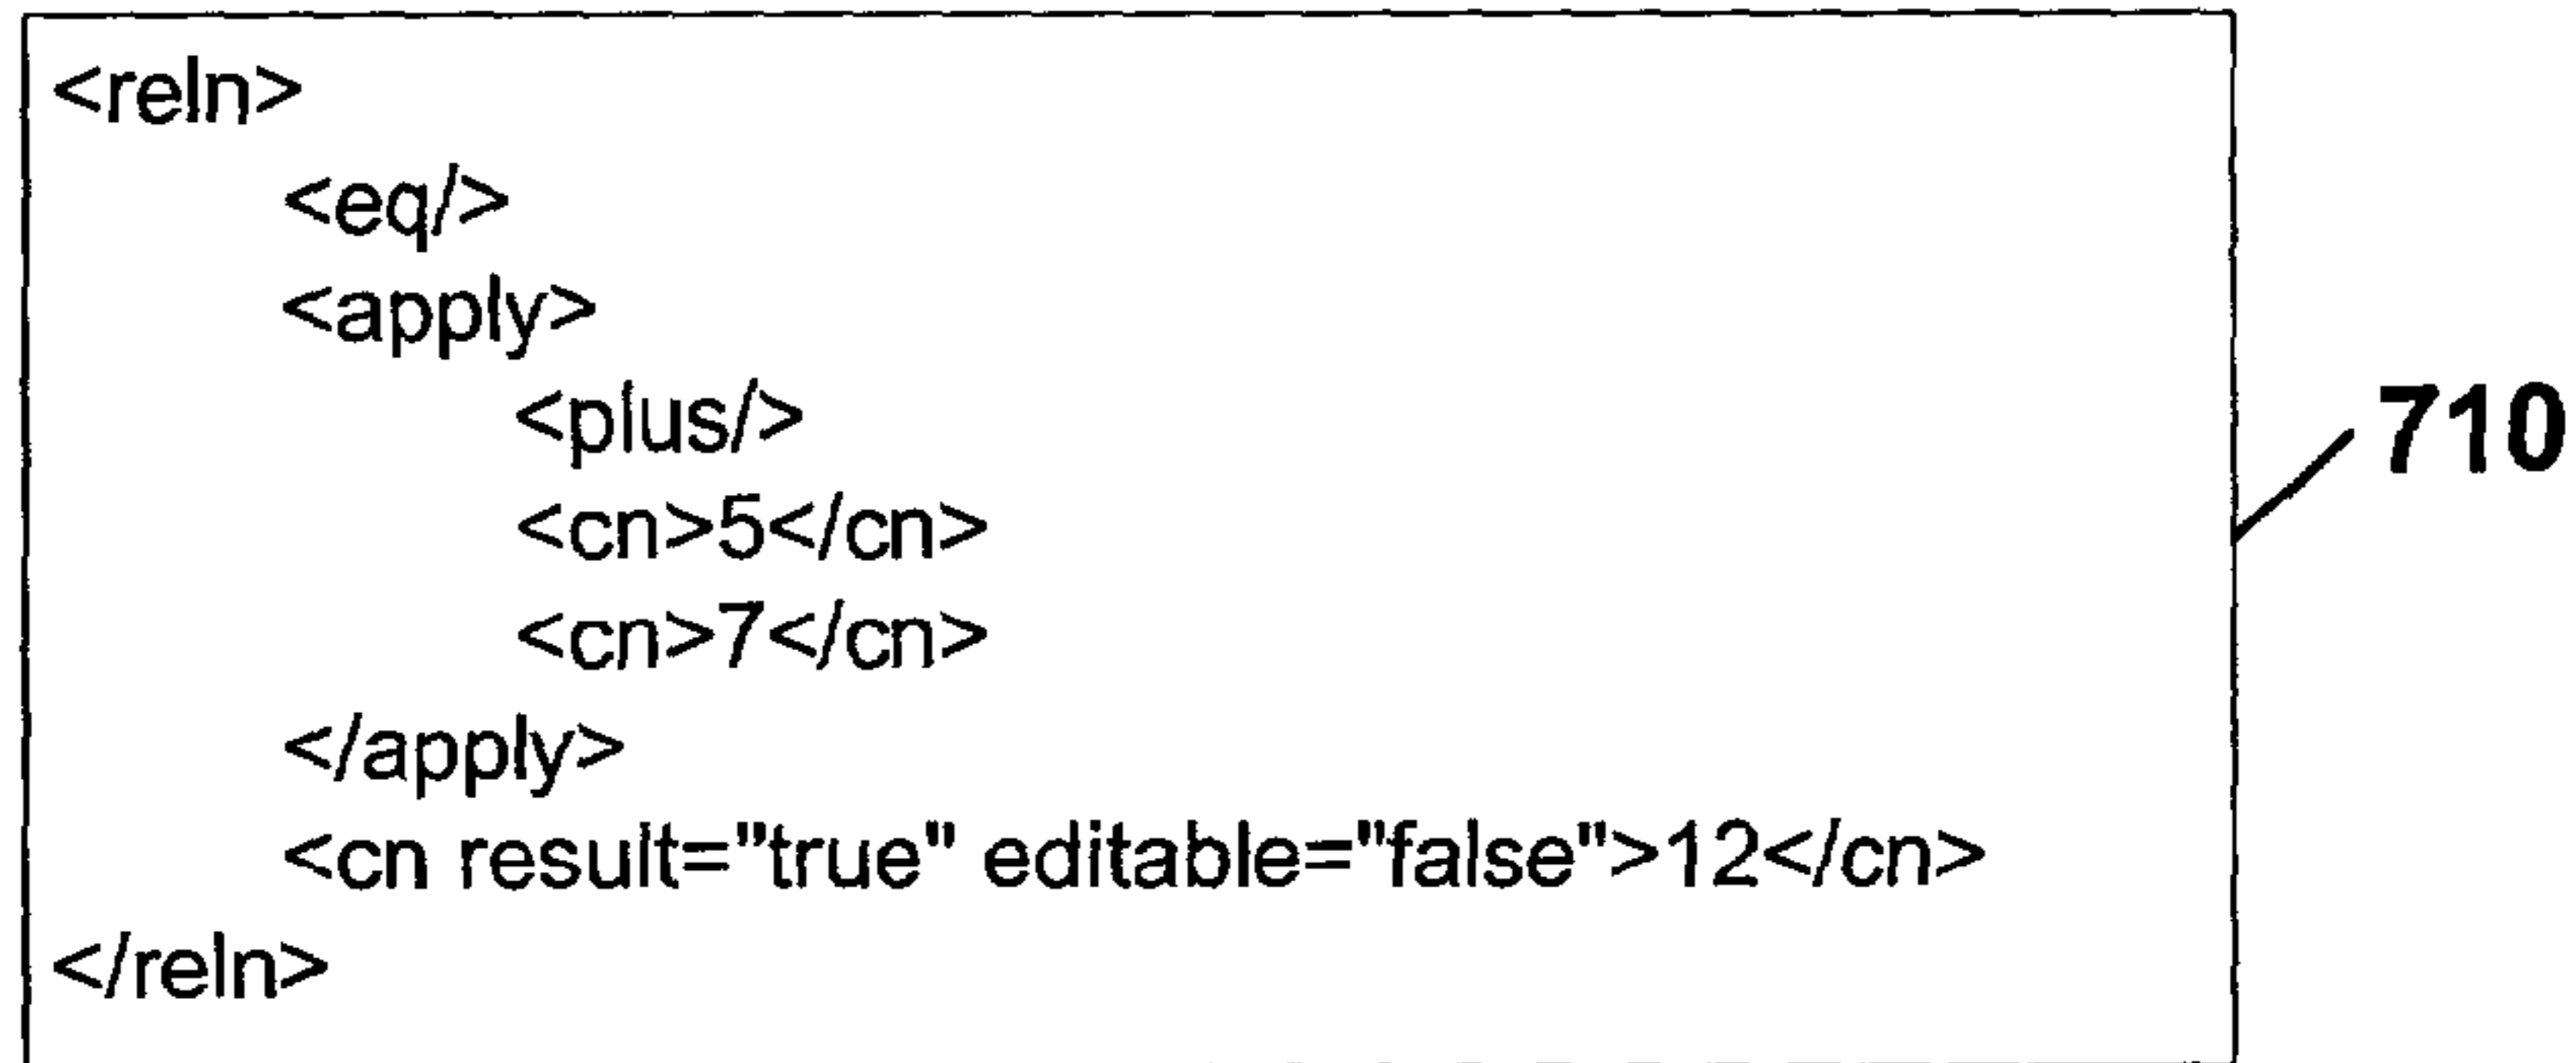 <reln>
<eq/>
<apply>
<plus/>
<cn>5</cn>
<cn>7</cn>
</apply>
<cn result="true" editable="false">12</cn>
</reln>
710